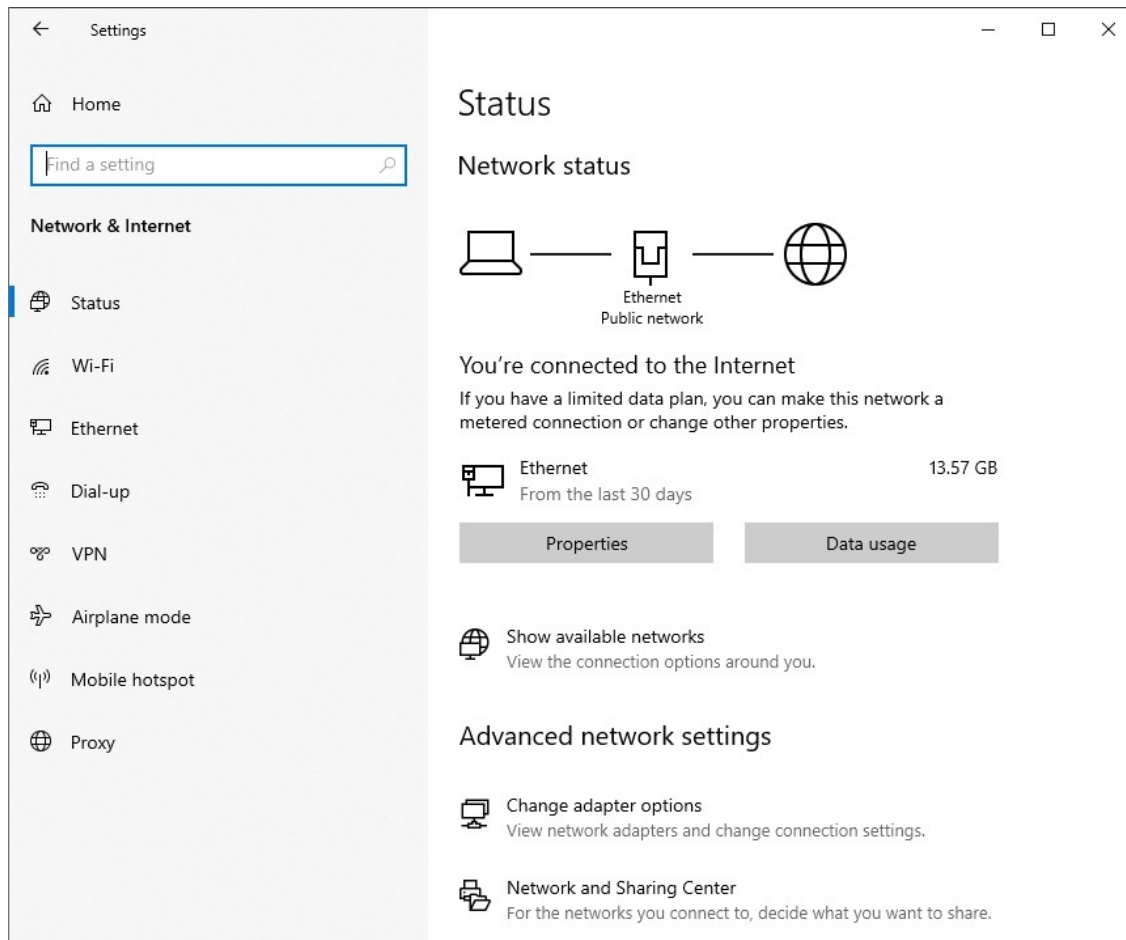 Settings
Home
Find a setting
Network & Internet
Status
Wi-Fi
Ethernet
Dial-up
VPN
Airplane mode
Mobile hotspot
Proxy
Status
Network status
Ethernet
Public network
You’re connected to the Internet
If you have a limited data plan, you can make this network a
metered connection or change other properties.
Ethernet 13.57 GB
From the last 30 days
Properties Data usage
Show available networks
View the connection options around you.
Advanced network settings
Change adapter options
View network adapters and change connection settings.
Network and Sharing Center
For the networks you connect to, decide what you want to share.